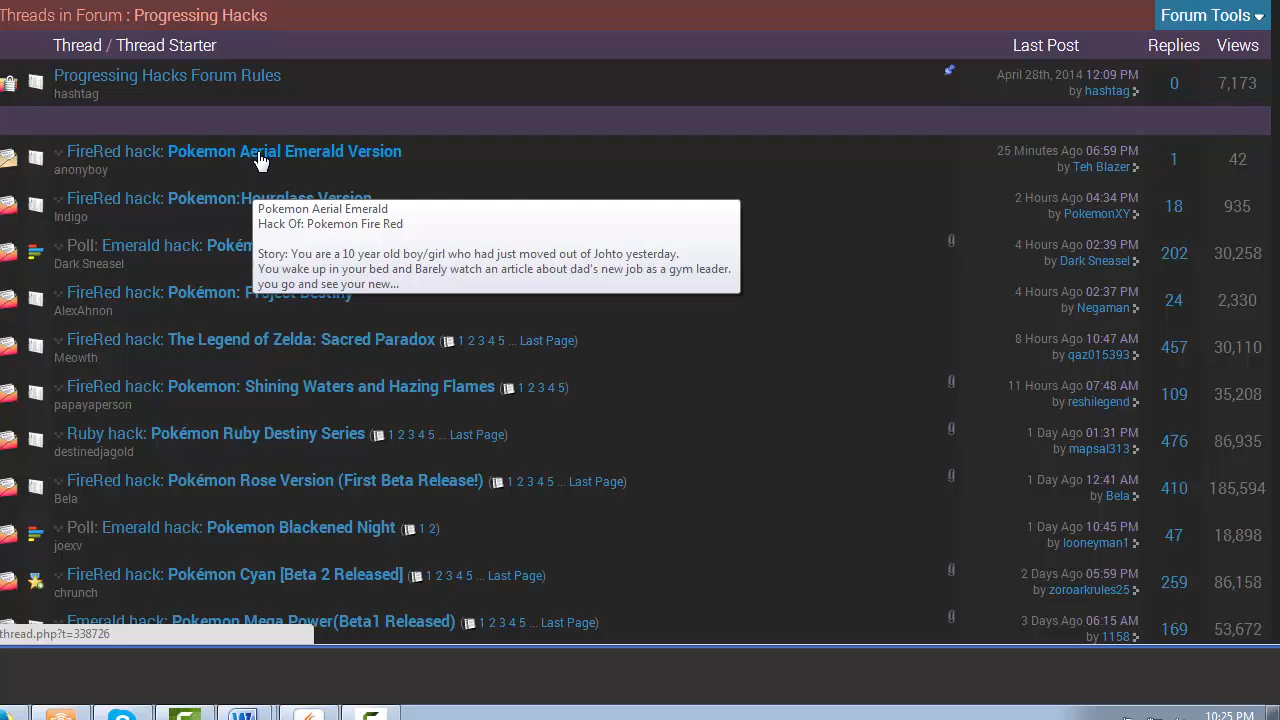 Threads in Forum : Progressing Hacks
Forum Tools
Thread / Thread Starter Last Post Replies Views
Progressing Hacks Forum Rules April 28th, 2014 12:09 PM 0 7,173
hashtag by hashtag
FireRed hack: Pokemon Aerial Emerald Version 25 Minutes Ago 06:59 PM 1 42
anonyboy by Teh Blazer
FireRed hack: Pokemon:Hourglass Version 2 Hours Ago 04:34 PM 18 935
Indigo by PokemonXY
Pokemon Aerial Emerald
Hack Of: Pokemon Fire Red
Story: You are a 10 year old boy/girl who had just moved out of Johto yesterday.
You wake up in your bed and Barely watch an article about dad's new job as a gym leader.
you go and see your new...
Poll: Emerald hack: Pokém 4 Hours Ago 02:39 PM 202 30,258
Dark Sneasel by Dark Sneasel
FireRed hack: Pokémon: Project Destiny 4 Hours Ago 02:37 PM 24 2,330
AlexAhnon by Negaman
FireRed hack: The Legend of Zelda: Sacred Paradox ( 1 2 3 4 5 ... Last Page) 8 Hours Ago 10:47 AM 457 30,110
Meowth by qaz015393
FireRed hack: Pokemon: Shining Waters and Hazing Flames ( 1 2 3 4 5) 11 Hours Ago 07:48 AM 109 35,208
papayaperson by reshilegend
Ruby hack: Pokémon Ruby Destiny Series ( 1 2 3 4 5 ... Last Page) 1 Day Ago 01:31 PM 476 86,935
destinedjagold by mapsal313
FireRed hack: Pokémon Rose Version (First Beta Release!) ( 1 2 3 4 5 ... Last Page) 1 Day Ago 12:41 AM 410 185,594
Bela by Bela
Poll: Emerald hack: Pokemon Blackened Night ( 1 2) 1 Day Ago 10:45 PM 47 18,898
joexv by looneyman1
FireRed hack: Pokémon Cyan [Beta 2 Released] ( 1 2 3 4 5 ... Last Page) 2 Days Ago 05:59 PM 259 86,158
chrunch by zoroarkrules25
Emerald hack: Pokemon Mega Power(Beta1 Released) ( 1 2 3 4 5 ... Last Page) 3 Days Ago 06:15 AM 169 53,672
by 1158
thread.php?t=338726
10:25 PM